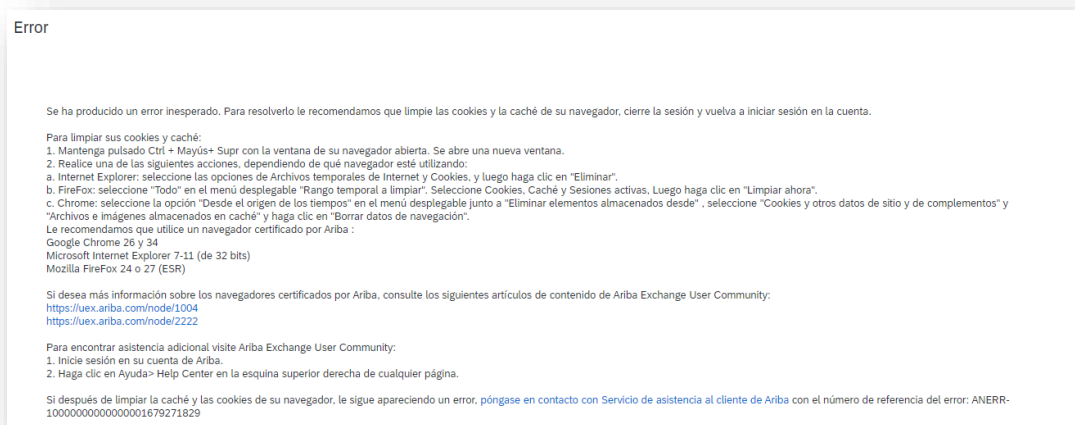 Error
Se ha producido un error inesperado. Para resolverlo le recomendamos que limpie las cookies y la caché de su navegador, cierre la sesión y vuelva a iniciar sesión en la cuenta.
Para limpiar sus cookies y caché:
1. Mantenga pulsado Ctrl + Mayús+ Supr con la ventana de su navegador abierta. Se abre una nueva ventana.
2. Realice una de las siguientes acciones, dependiendo de qué navegador esté utilizando:
a. Internet Explorer: seleccione las opciones de Archivos temporales de Internet y Cookies, y luego haga clic en "Eliminar".
b. FireFox: seleccione "Todo" en el menú desplegable "Rango temporal a limpiar". Seleccione Cookies, Caché y Sesiones activas, Luego haga clic en "Limpiar ahora".
c. Chrome: seleccione la opción "Desde el origen de los tiempos" en el menú desplegable junto a "Eliminar elementos almacenados desde" , seleccione "Cookies y otros datos de sitio y de complementos" y
"Archivos e imágenes almacenados en caché" y haga clic en "Borrar datos de navegación".
Le recomendamos que utilice un navegador certificado por Ariba :
Google Chrome 26 y 34
Microsoft Internet Explorer 7-11 (de 32 bits)
Mozilla FireFox 24 o 27 (ESR)
Si desea más información sobre los navegadores certificados por Ariba, consulte los siguientes artículos de contenido de Ariba Exchange User Community:
https://uex.ariba.com/node/1004
https://uex.ariba.com/node/2222
Para encontrar asistencia adicional visite Ariba Exchange User Community:
1. Inicie sesión en su cuenta de Ariba.
2. Haga clic en Ayuda> Help Center en la esquina superior derecha de cualquier página.
Si después de limpiar la caché y las cookies de su navegador, le sigue apareciendo un error, póngase en contacto con Servicio de asistencia al cliente de Ariba con el número de referencia del error: ANERR-
10000000000000001679271829